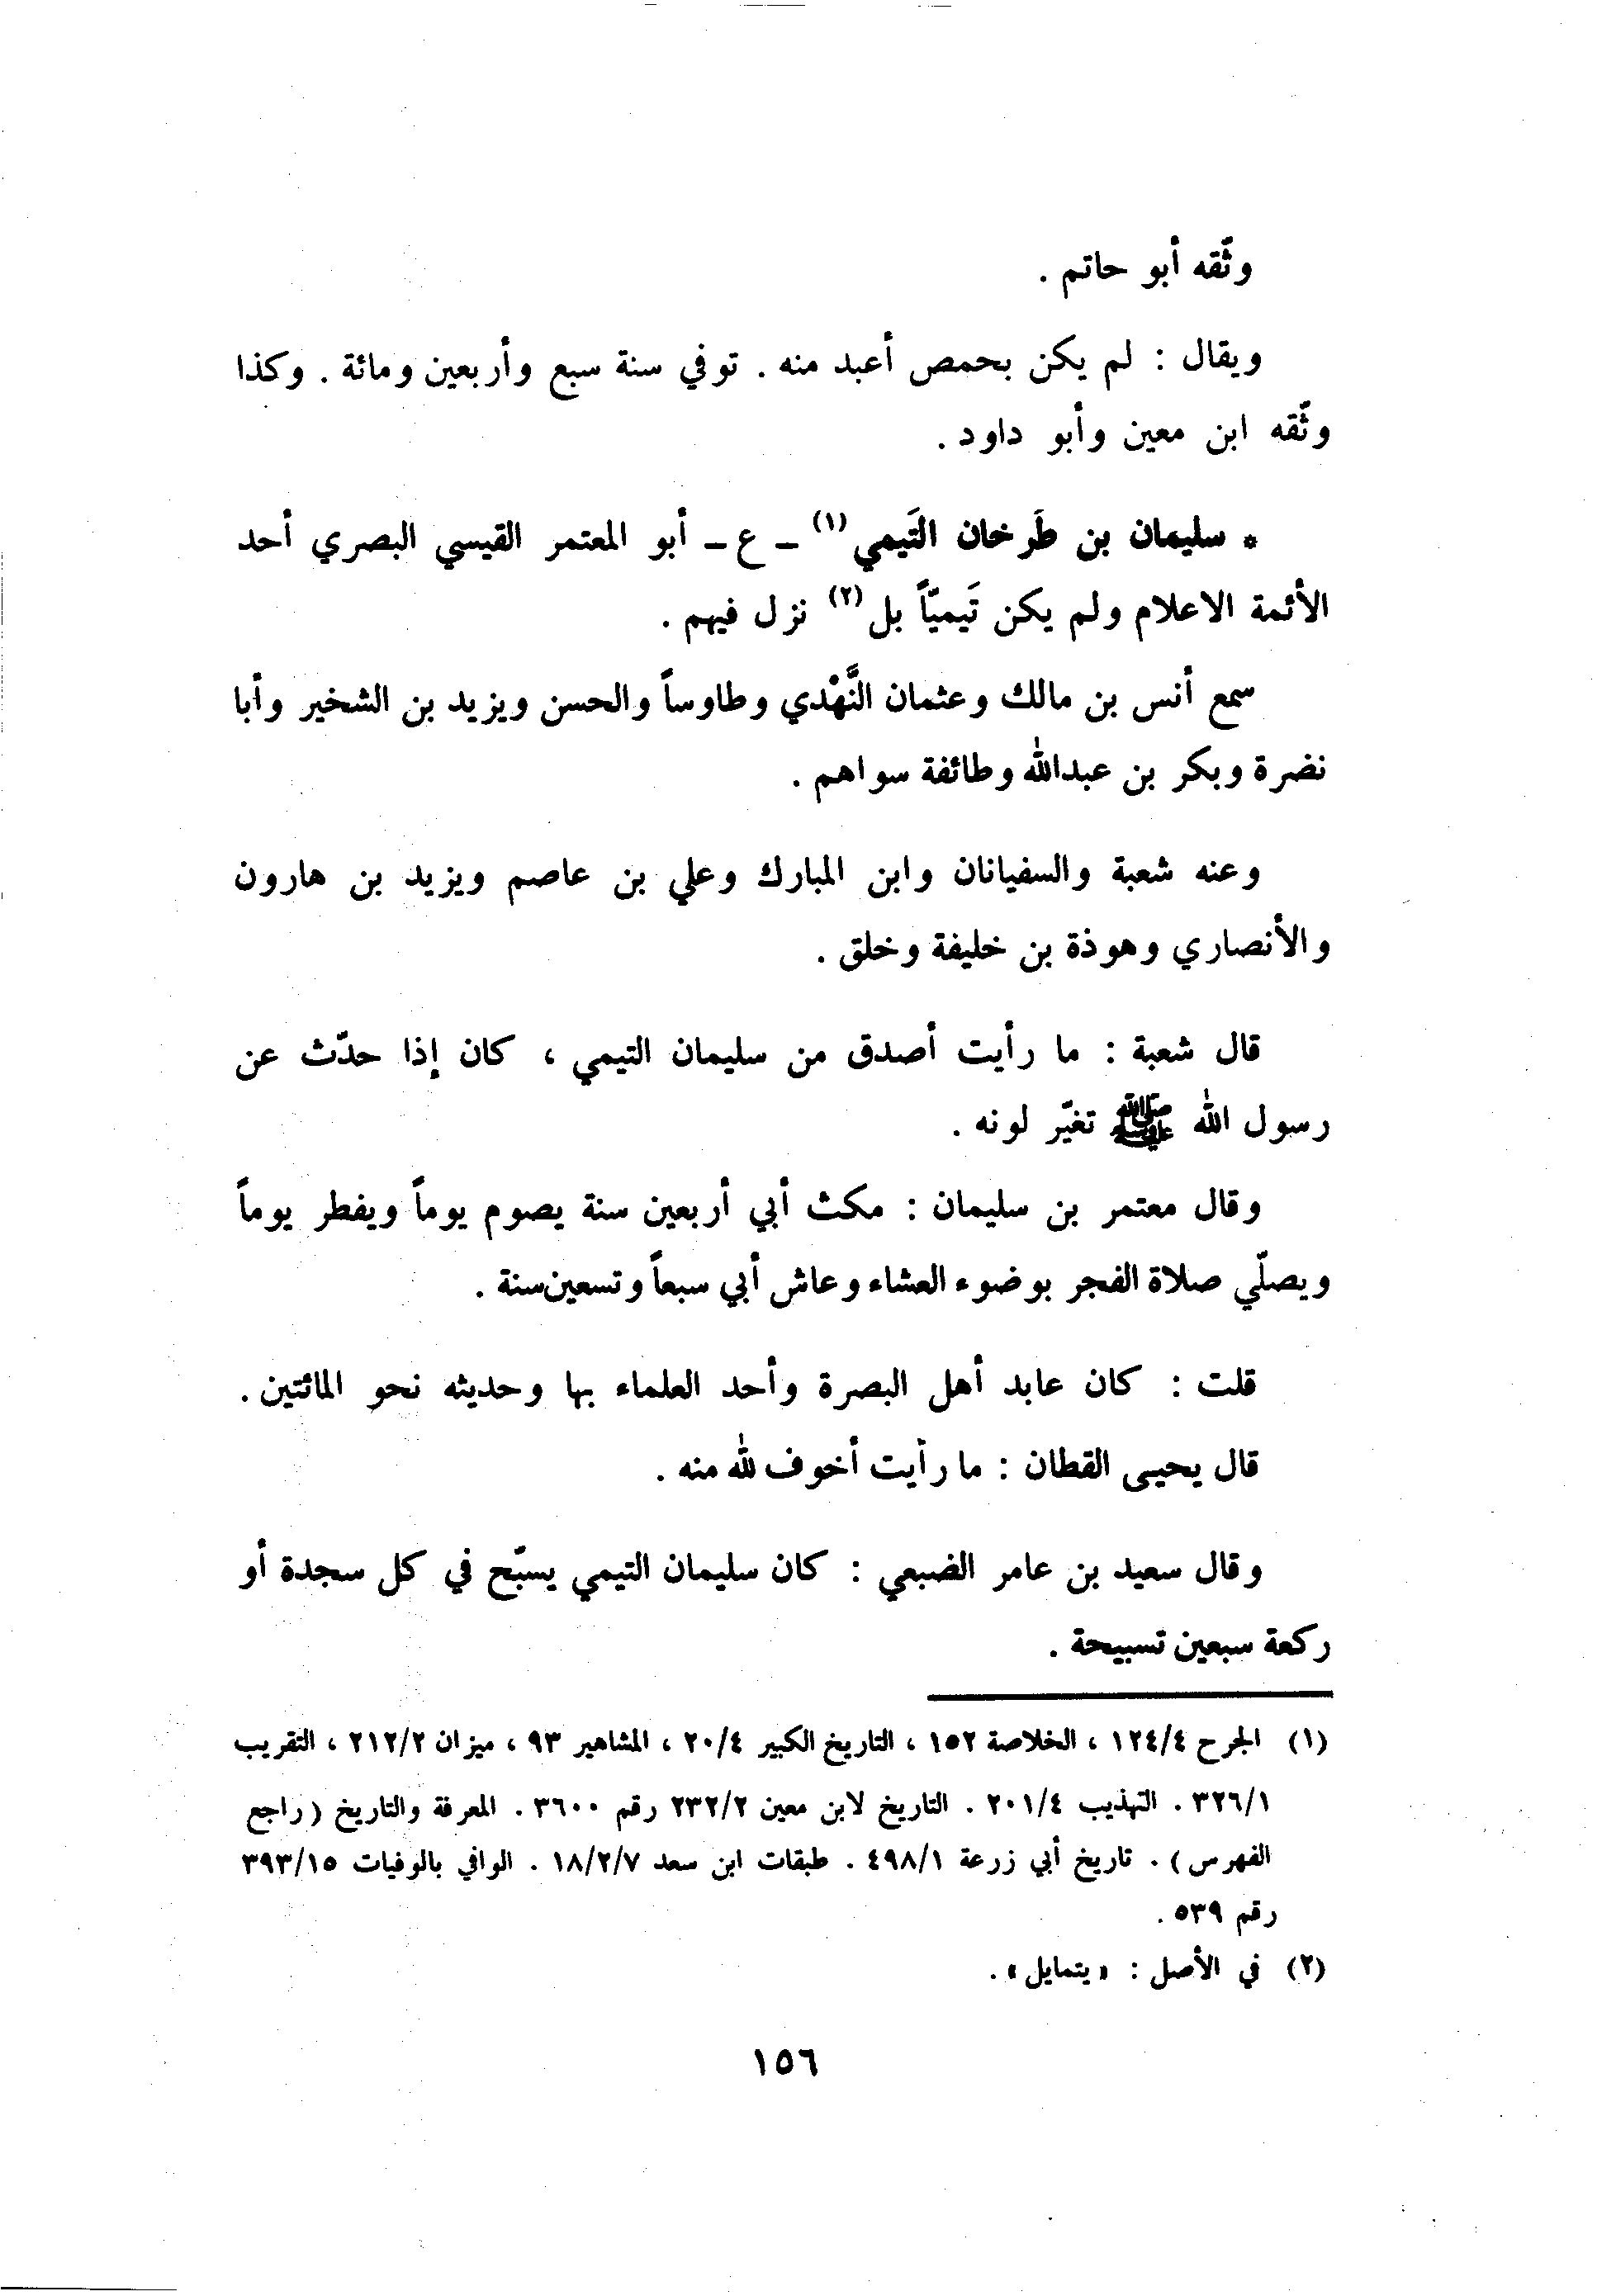 وثّقه أبو حاتم .
ويقال : لم يكن بحمص أعبد منه . توفي سنة سبع وأربعين ومائة . وكذا
وثّقه ابن معين وأبو داود .
* سليمان بن طَرخان التَيمي (١) ـ ع ـ أبو المعتمر القيسي البصري أحد
الأئمة الاعلام ولم يكن تَيميّاً بل (٢) نزل فيهم .
سمع أنس بن مالك وعثمان النَّهْدي وطاوساً والحسن ويزيد بن الشخير وأبا
نضرة وبكر بن عبدالله وطائفة سواهم .
وعنه شعبة والسفيانان وابن المبارك وعلي بن عاصم ويزيد بن هارون
والأنصاري وهوذة بن خليفة وخلق .
قال شعبة : ما رأيت أصدق من سليمان التيمي ، كان إذا حدّث عن
رسول الله ﷺ تغيّر لونه .
وقال معتمر بن سليمان : مكث أبي أربعين سنة يصوم يوماً ويفطر يوماً
ويصلّي صلاة الفجر بوضوء العشاء وعاش أبي سبعاً وتسعين سنة .
قلت : كان عابد أهل البصرة وأحد العلماء بها وحديثه نحو المائتين .
قال يحيى القطان : ما رأيت أخوف لله منه .
وقال سعيد بن عامر الضبعي : كان سليمان التيمي يسبّح في كل سجدة أو
ركعة سبعين تسبيحة .
(١) الجرح ١٢٤/٤ ، الخلاصة ١٥٢ ، التاريخ الكبير ٢٠/٤ ، المشاهير ٩٣ ، ميزان ٢١٢/٢ ، التقريب
٣٢٦/١ . التهذيب ٢٠١/٤ . التاريخ لابن معين ٢٣٢/٢ رقم ٣٦٠٠ . المعرفة والتاريخ (راجع
الفهرس) . تاريخ أبي زرعة ٤٩٨/١ . طبقات ابن سعد ١٨/٢/٧ . الوافي بالوفيات ٣٩٣/١٥
رقم ٥٣٩ .
(٢) في الأصل : « يتمايل » .
١٥٦